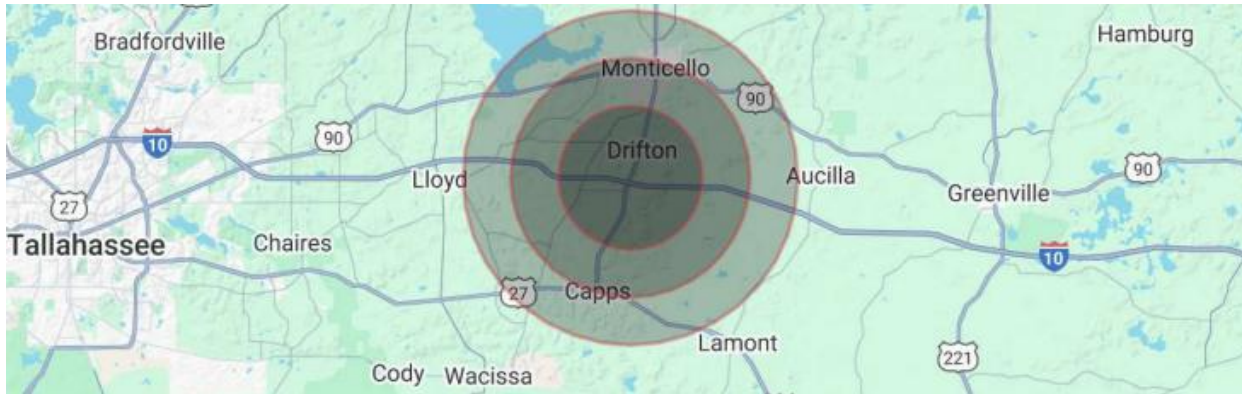 Bradfordville
Hamburg
Monticello
90
90
10
Drifton
90
Lloyd
Aucilla
Greenville
27
Tallahassee
Chaires
10
27
Capps
Lamont
221
Cody
Wacissa